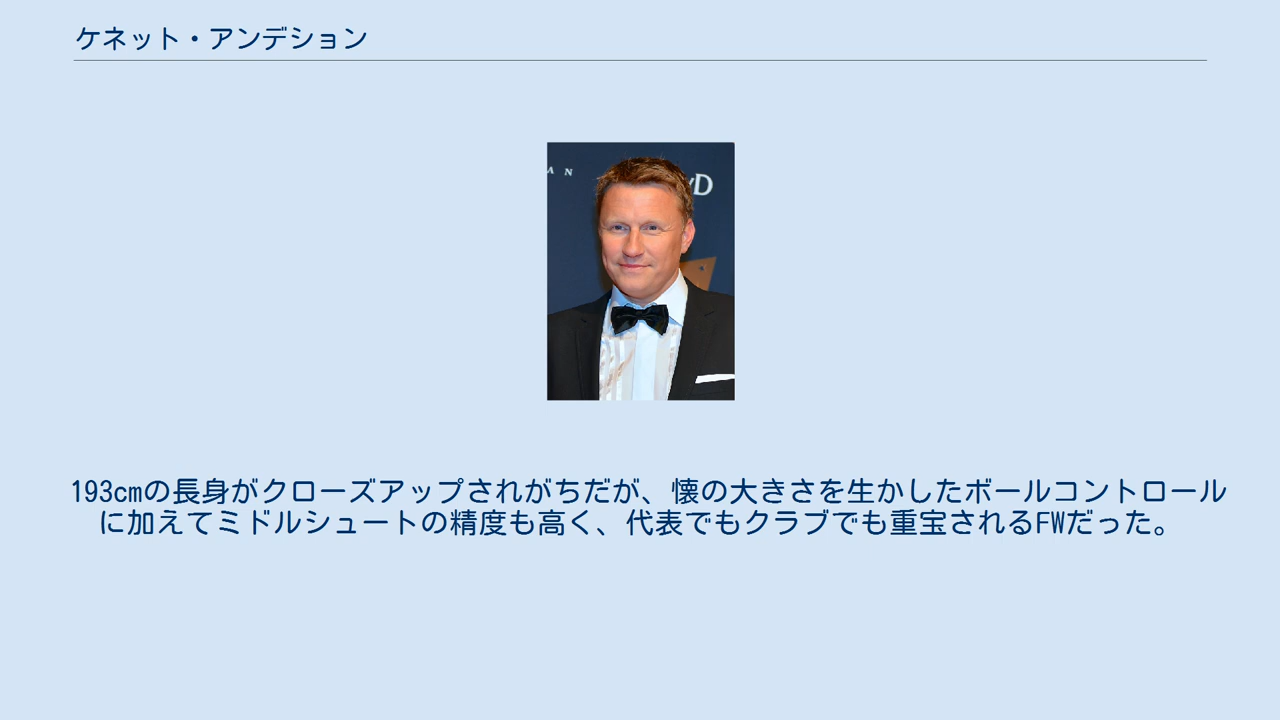 ケネット・アンデション
A N
D
193cmの長身がクローズアップされがちだが、懐の大きさを生かしたボールコントロール
に加えてミドルシュートの精度も高く、代表でもクラブでも重宝されるFWだった。